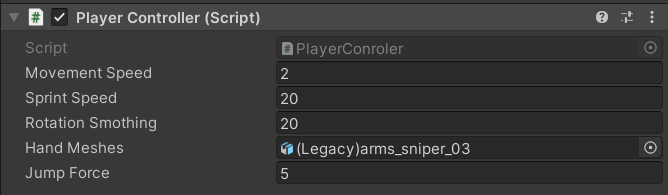 Player Controller (Script)
Script PlayerConroler
Movement Speed 2
Sprint Speed 20
Rotation Smothing 20
Hand Meshes (Legacy)arms_sniper_03
Jump Force 5